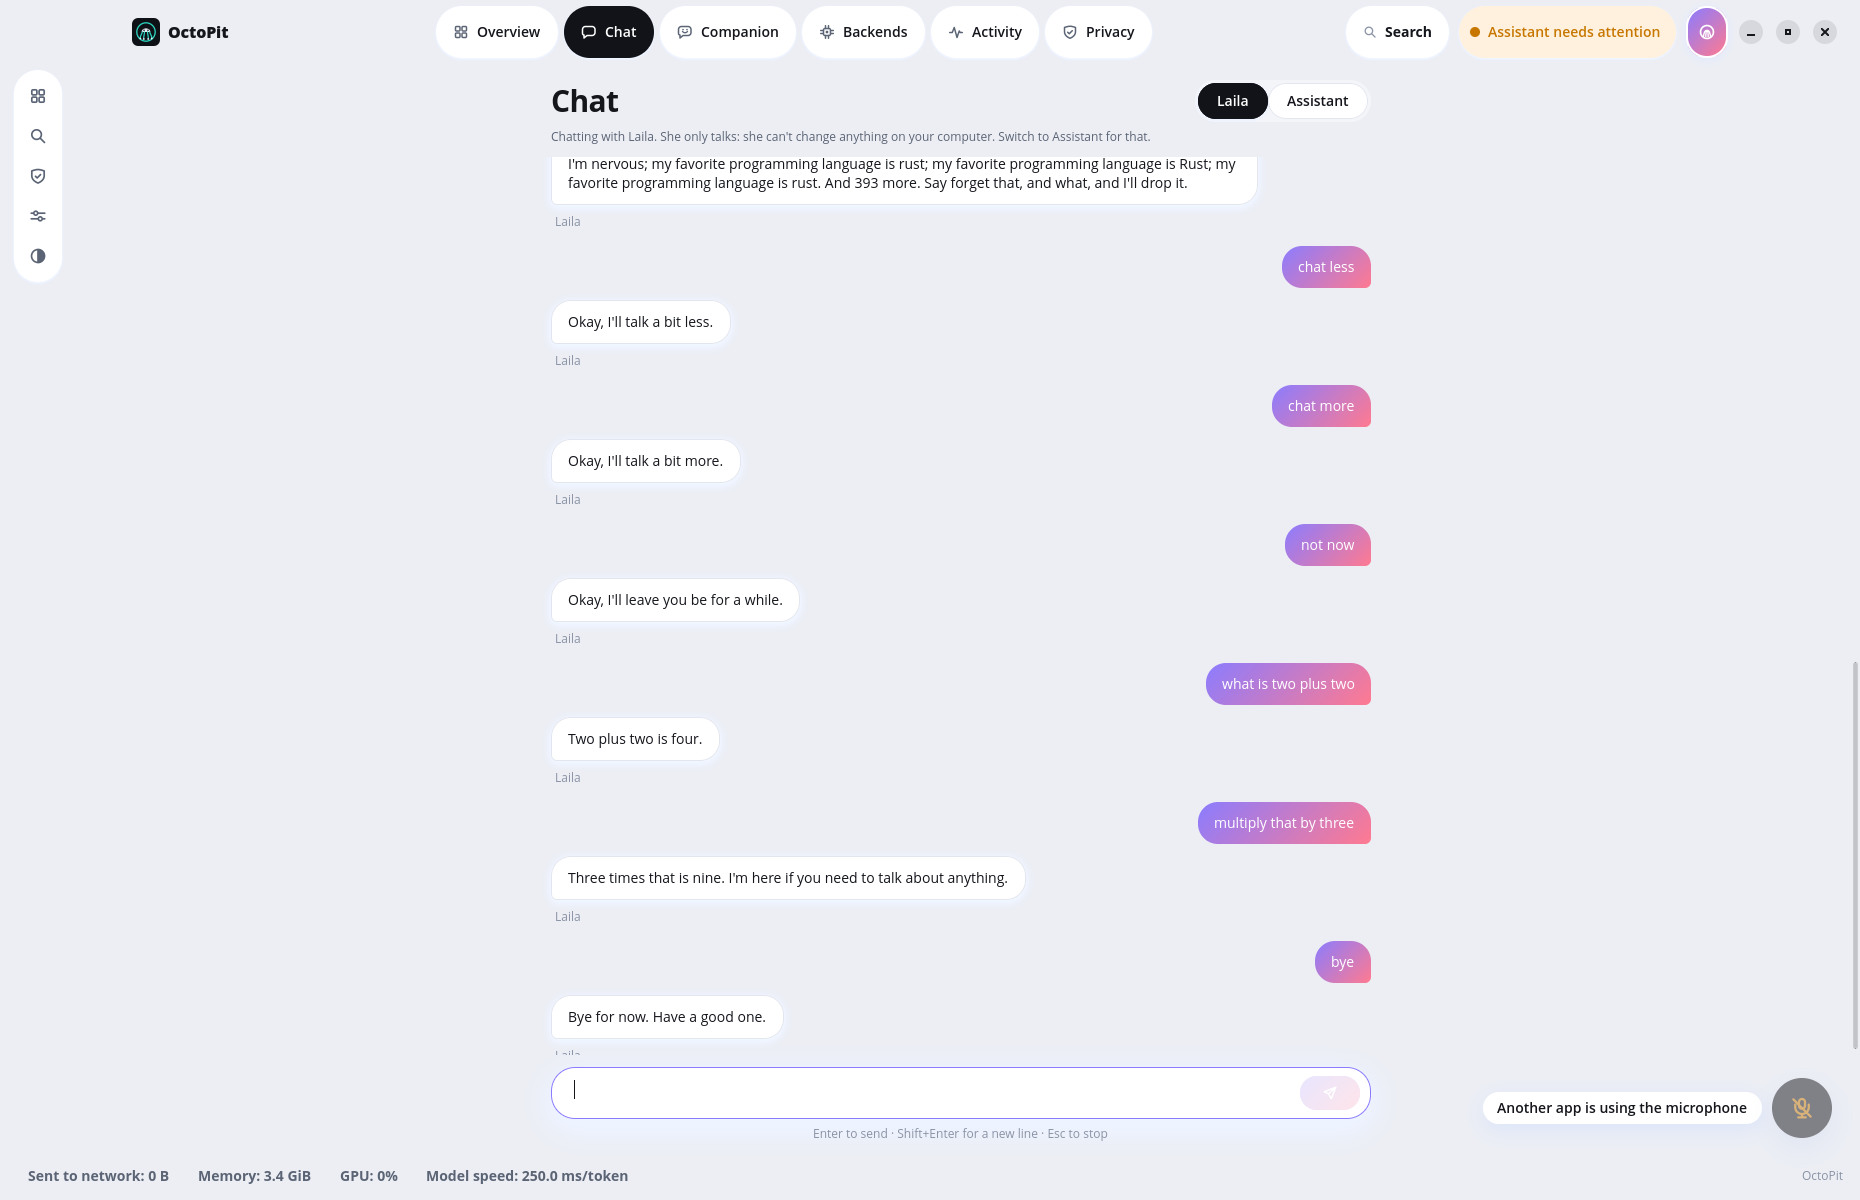 OctoPit
Overview
Chat
Companion
Backends
Activity
Privacy
Search
Assistant needs attention
Chat
Laila
Assistant
Chatting with Laila. She only talks: she can't change anything on your computer. Switch to Assistant for that.
I'm nervous; my favorite programming language is rust; my favorite programming language is Rust; my
favorite programming language is rust. And 393 more. Say forget that, and what, and I'll drop it.
Laila
chat less
Okay, I'll talk a bit less.
Laila
chat more
Okay, I'll talk a bit more.
Laila
not now
Okay, I'll leave you be for a while.
Laila
what is two plus two
Two plus two is four.
Laila
multiply that by three
Three times that is nine. I'm here if you need to talk about anything.
Laila
bye
Bye for now. Have a good one.
Laila
Another app is using the microphone
Enter to send · Shift+Enter for a new line · Esc to stop
Sent to network: 0 B
Memory: 3.4 GiB
GPU: 0%
Model speed: 250.0 ms/token
OctoPit